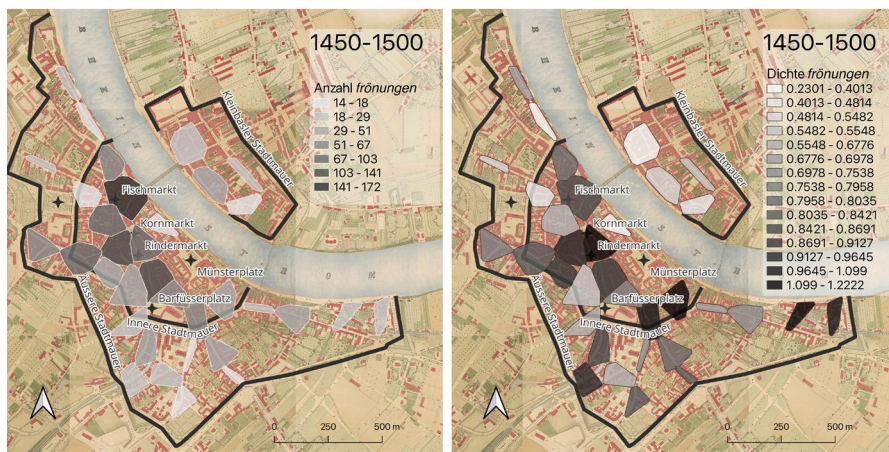 1450-1500
Anzahl frönungen
14 - 18
18 - 29
29 - 51
51 - 67
67 - 103
103 - 141
141 - 172
Kleinbasler Stadtmauer
Fischmarkt
Kornmarkt
Rindermarkt
Münsterplatz
Barfüsserplatz
Innere Stadtmauer
Äussere Stadtmauer
0 250 500 m
1450-1500
Dichte frönungen
0.2301 - 0.4013
0.4013 - 0.4814
0.4814 - 0.5482
0.5482 - 0.5548
0.5548 - 0.6776
0.6776 - 0.6978
0.6978 - 0.7538
0.7538 - 0.7958
0.7958 - 0.8035
0.8035 - 0.8421
0.8421 - 0.8691
0.8691 - 0.9127
0.9127 - 0.9645
0.9645 - 1.099
1.099 - 1.2222
Kleinbasler Stadtmauer
Fischmarkt
Kornmarkt
Rindermarkt
Münsterplatz
Barfüsserplatz
Innere Stadtmauer
Äussere Stadtmauer
0 250 500 m